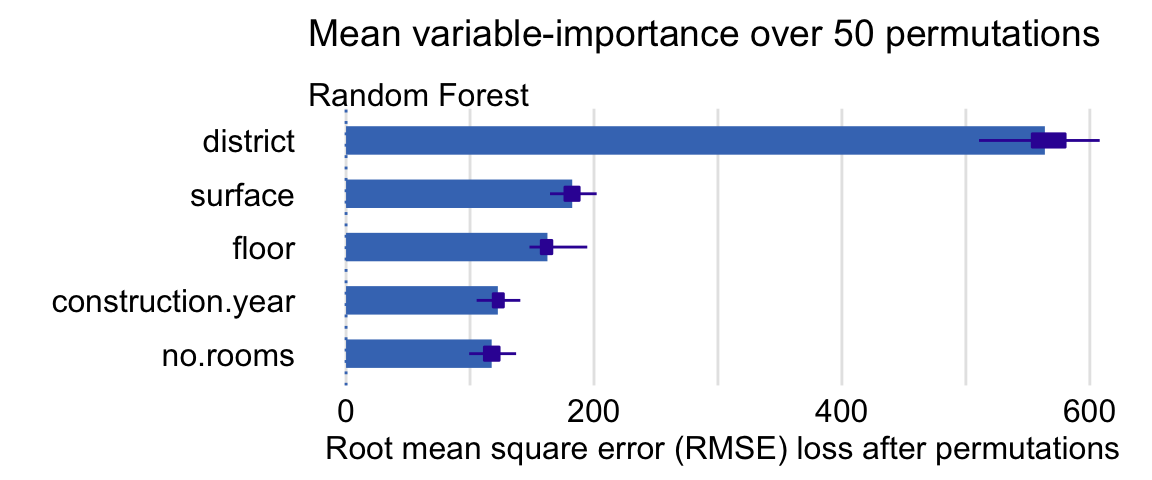 Mean variable-importance over 50 permutations
Random Forest
district
surface
floor
construction.year
no.rooms
0 200 400 600
Root mean square error (RMSE) loss after permutations